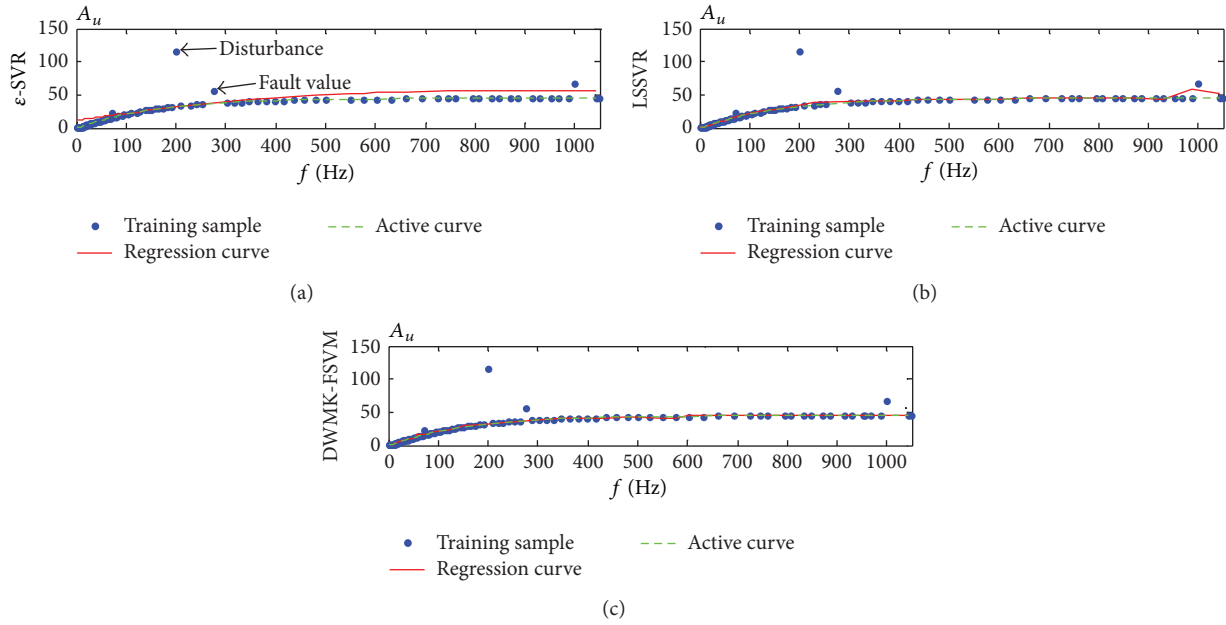 A_u
ε-SVR
150
100
50
0
Disturbance
Fault value
0 100 200 300 400 500 600 700 800 900 1000
f (Hz)
Training sample
Active curve
Regression curve
(a)
A_u
LSSVR
150
100
50
0
0 100 200 300 400 500 600 700 800 900 1000
f (Hz)
Training sample
Active curve
Regression curve
(b)
A_u
DWMK-FSVM
150
100
50
0
0 100 200 300 400 500 600 700 800 900 1000
f (Hz)
Training sample
Active curve
Regression curve
(c)